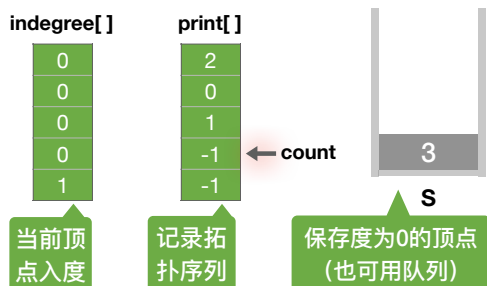 indegree[ ]
print[ ]
0
0
0
0
1
2
0
1
-1
-1
count
3
S
当前顶
点入度
记录拓
扑序列
保存度为0的顶点
（也可用队列）